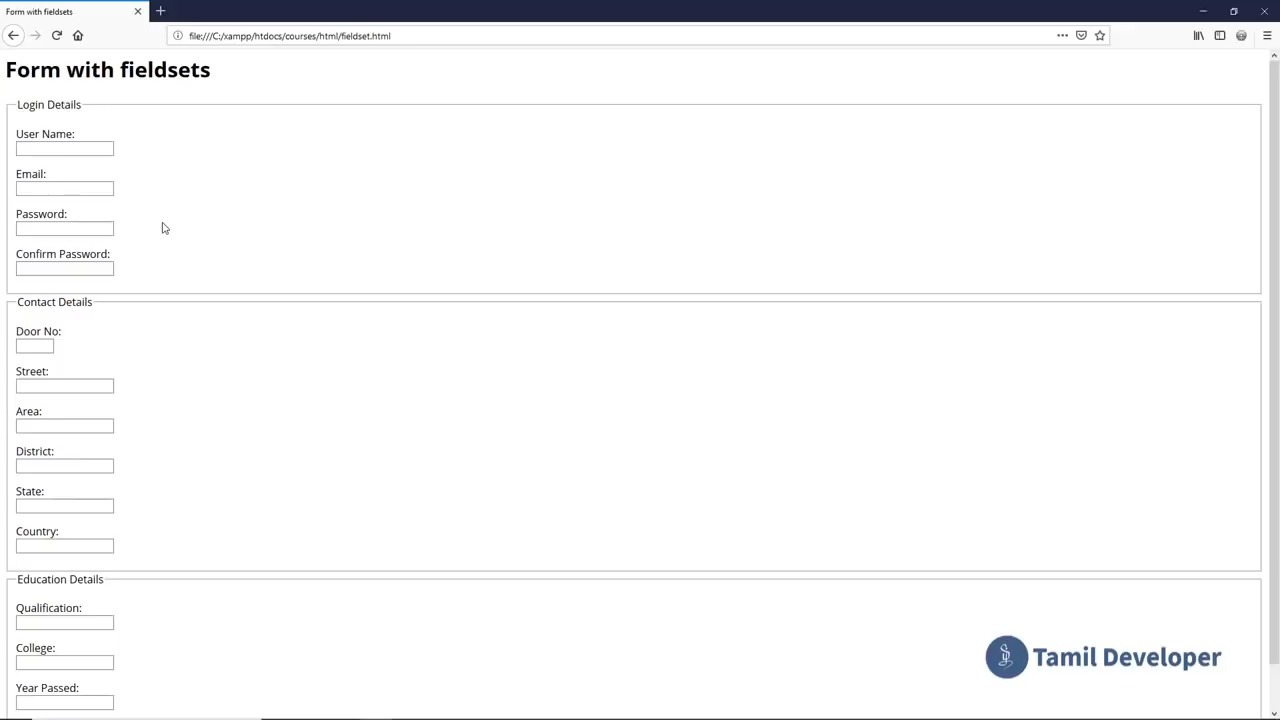 Form with fieldsets
file:///C:/xampp/htdocs/courses/html/fieldset.html
Form with fieldsets
Login Details
User Name:
Email:
Password:
Confirm Password:
Contact Details
Door No:
Street:
Area:
District:
State:
Country:
Education Details
Qualification:
College:
Year Passed:
Tamil Developer